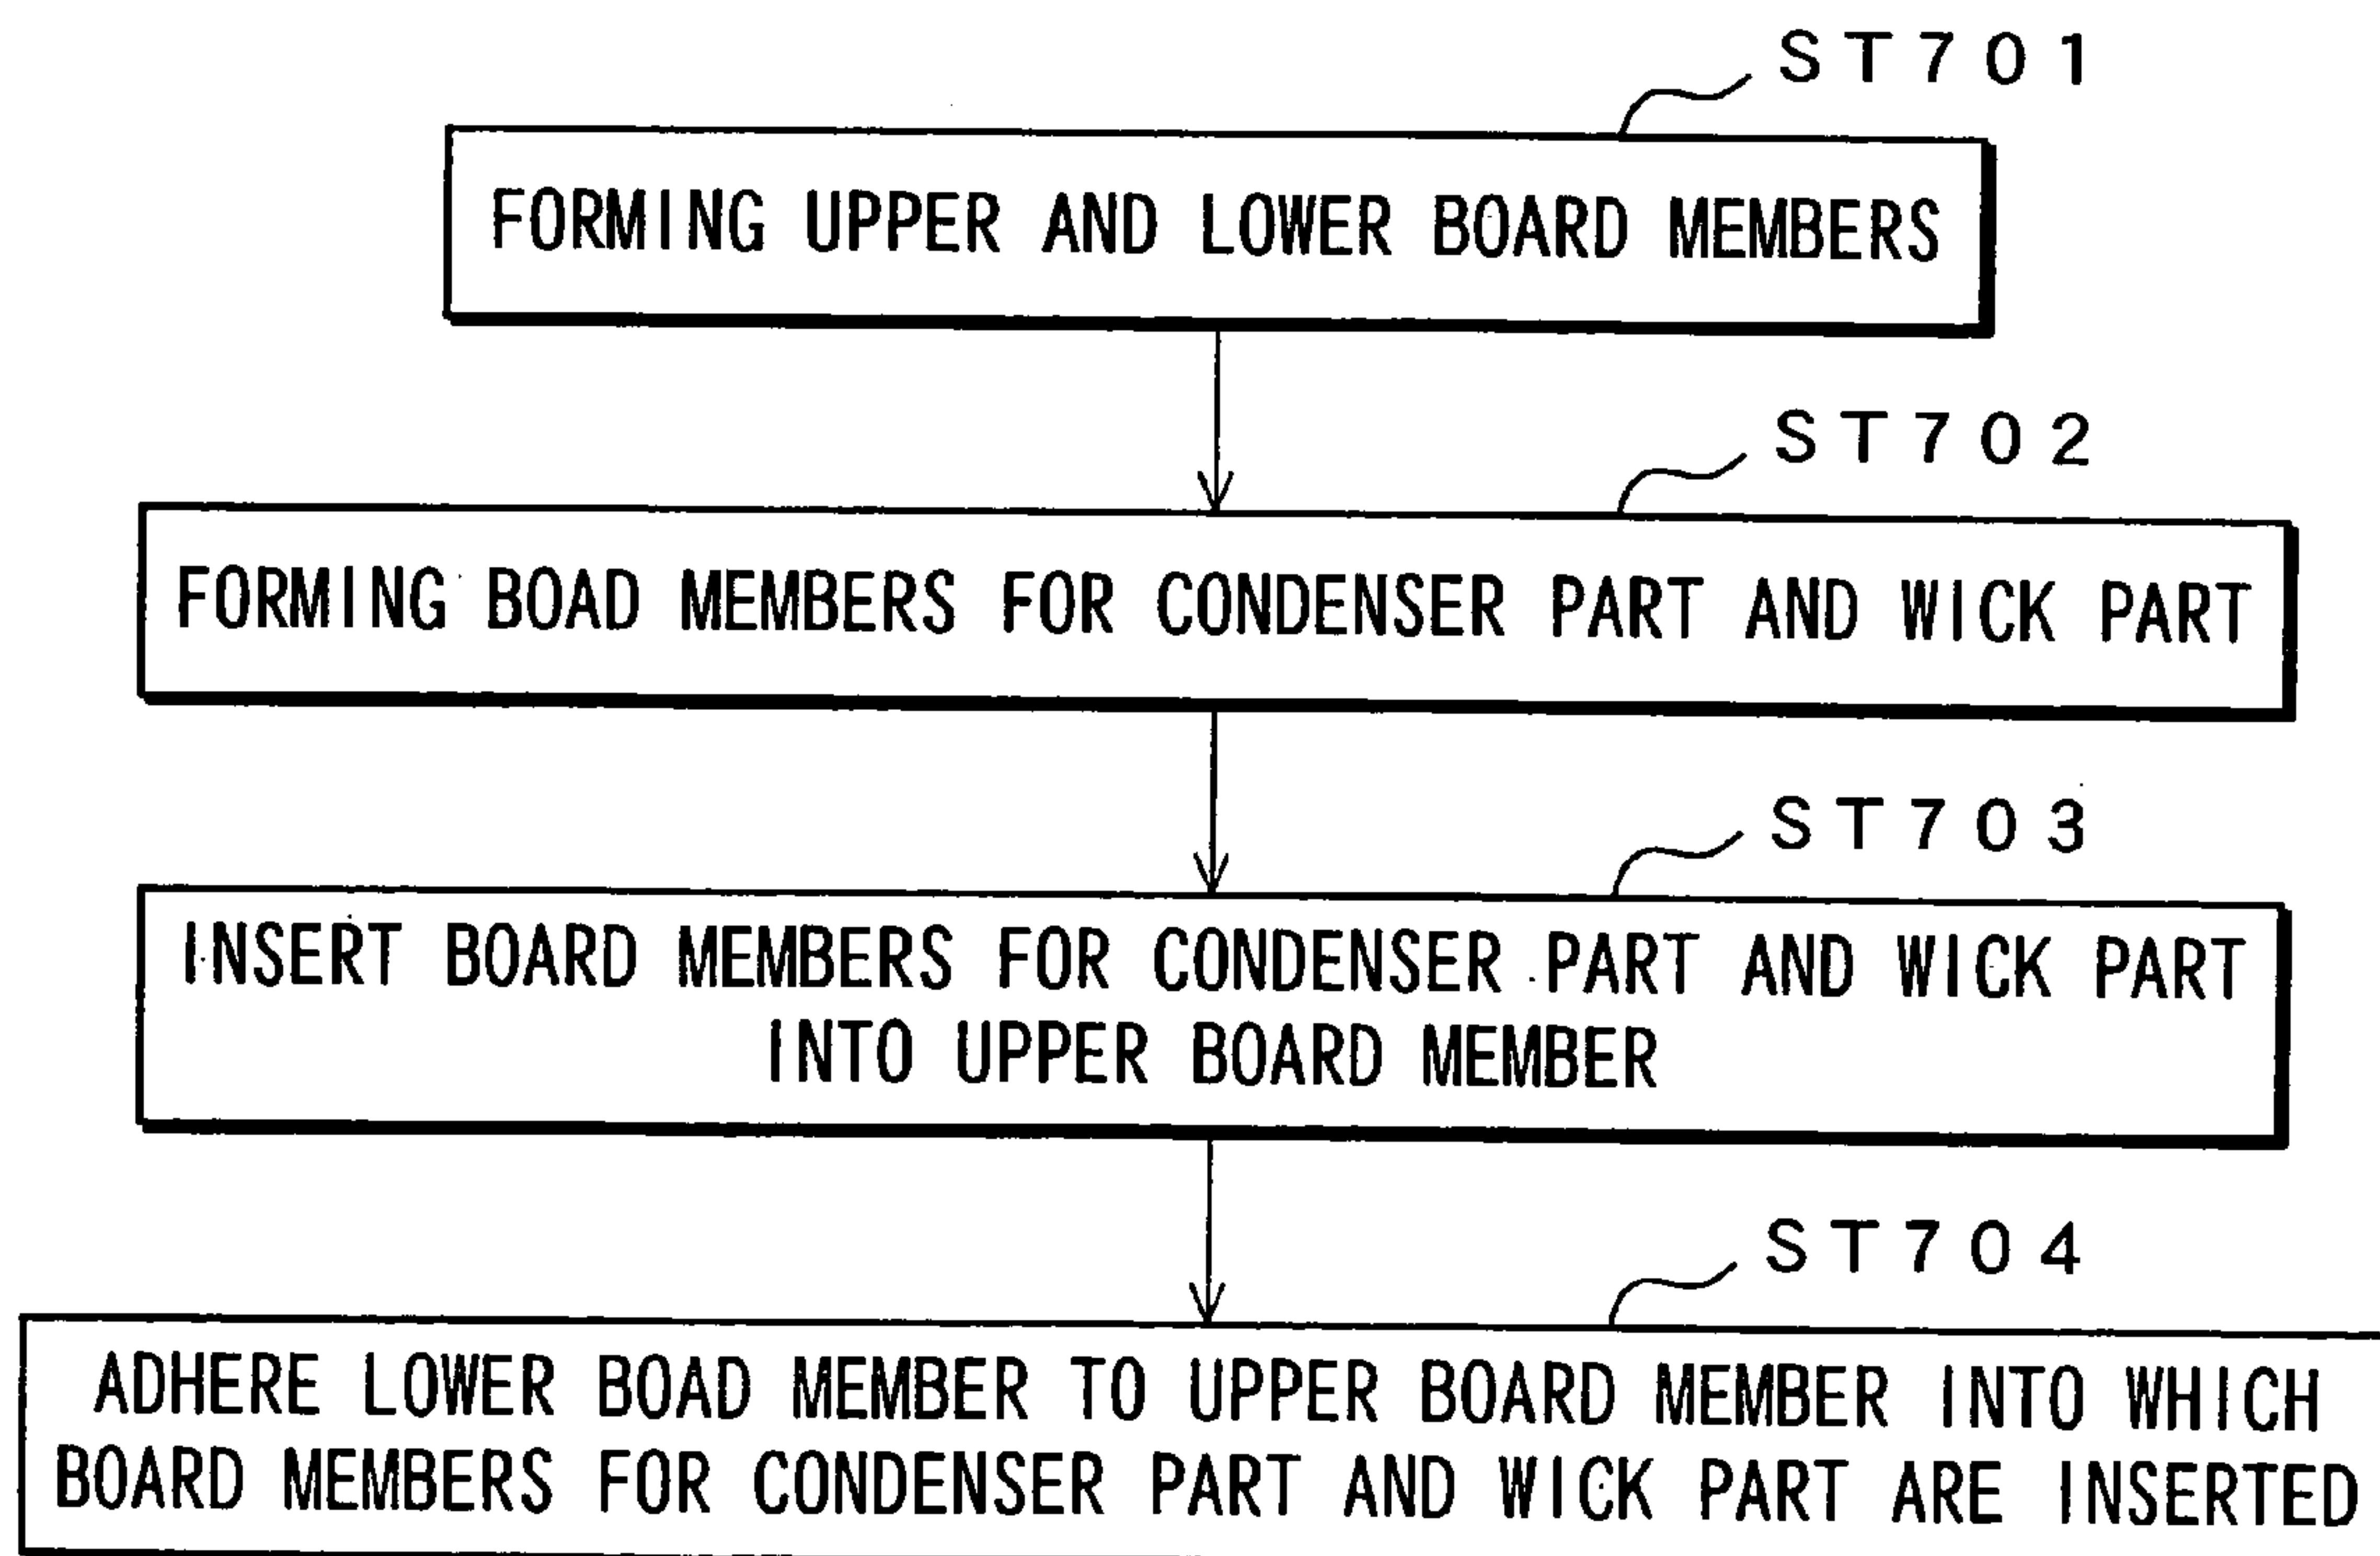 ST701
FORMING UPPER AND LOWER BOARD MEMBERS
ST702
FORMING BOAD MEMBERS FOR CONDENSER PART AND WICK PART
ST703
INSERT BOARD MEMBERS FOR CONDENSER PART AND WICK PART
INTO UPPER BOARD MEMBER
ST704
ADHERE LOWER BOAD MEMBER TO UPPER BOARD MEMBER INTO WHICH
BOARD MEMBERS FOR CONDENSER PART AND WICK PART ARE INSERTED